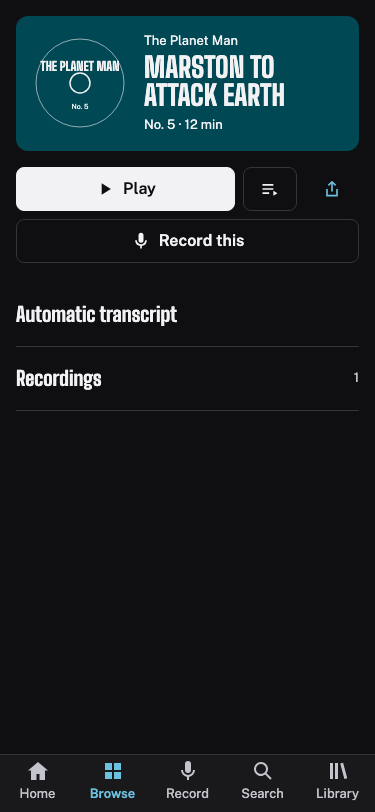 THE PLANET MAN
No. 5
The Planet Man
MARSTON TO
ATTACK EARTH
No. 5 · 12 min
Play
Record this
Automatic transcript
Recordings
1
Home
Browse
Record
Search
Library